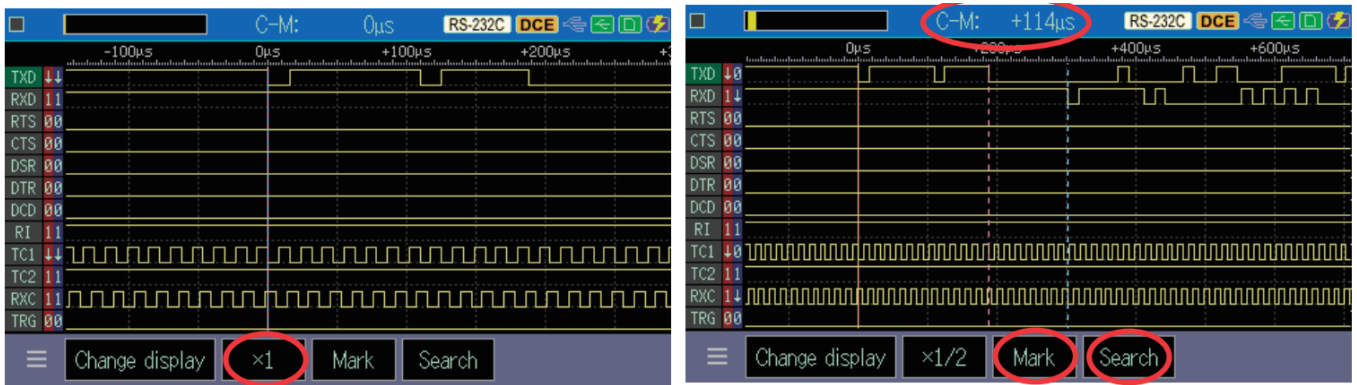 C-M: 0µs RS-232C DCE
-100µs 0µs +100µs +200µs +3
TXD ↓↓
RXD 11
RTS 00
CTS 00
DSR 00
DTR 00
DCD 00
RI 11
TC1 ↓↓
TC2 11
RXC 11
TRG 00
Change display ×1 Mark Search
C-M: +114µs RS-232C DCE
0µs +200µs +400µs +600µs
TXD ↓0
RXD 1↓
RTS 00
CTS 00
DSR 00
DTR 00
DCD 00
RI 11
TC1 ↓0
TC2 11
RXC 1↓
TRG 00
Change display ×1/2 Mark Search